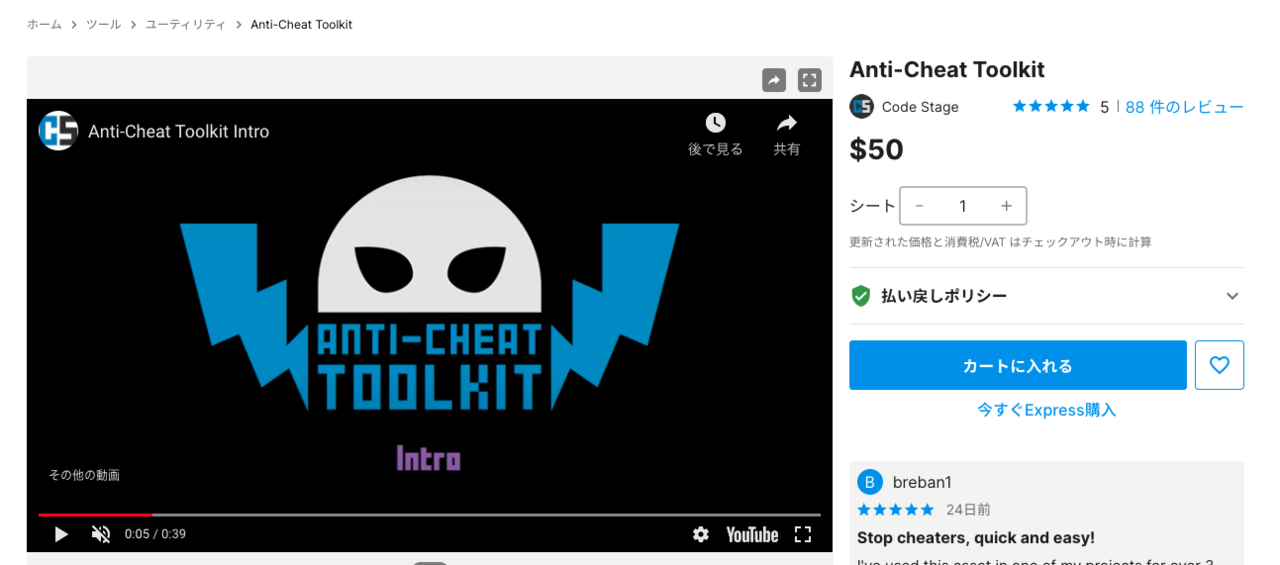 ホーム > ツール > ユーティリティ > Anti-Cheat Toolkit
Anti-Cheat Toolkit Intro
後で見る
共有
ANTI-CHEAT
TOOLKIT
Intro
その他の動画
0:05 / 0:39
YouTube
Anti-Cheat Toolkit
CS Code Stage
5 | 88 件のレビュー
$50
シート - 1 +
更新された価格と消費税/VAT はチェックアウト時に計算
払い戻しポリシー
カートに入れる
今すぐExpress購入
B breban1
24日前
Stop cheaters, quick and easy!
I've used this asset in one of my projects for over 3